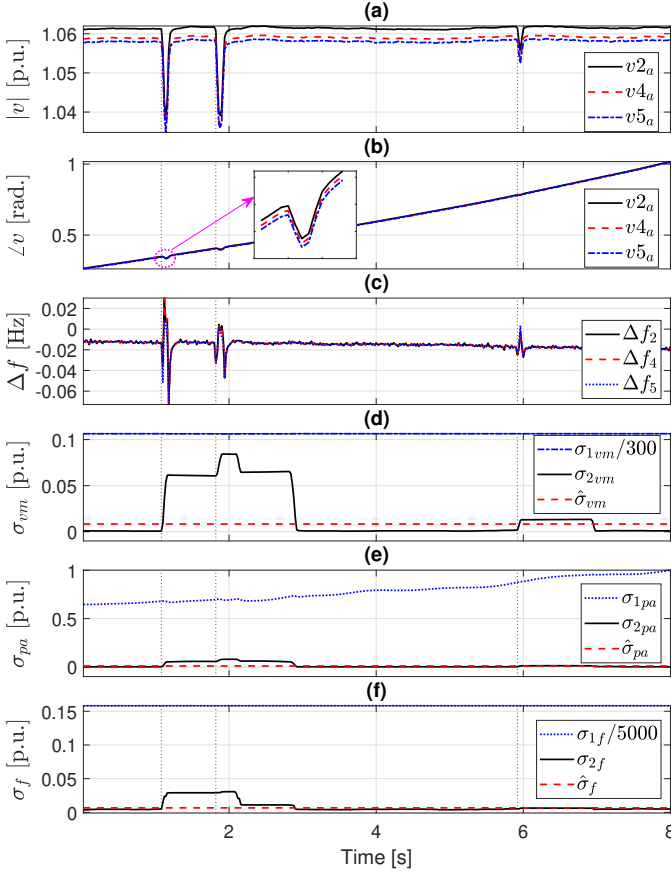 (a)
1.06
1.05
1.04
|v| [p.u.]
v2a
v4a
v5a
(b)
1
0.5
∠v [rad.]
v2a
v4a
v5a
(c)
0.02
0
-0.02
-0.04
-0.06
Δf [Hz]
Δf2
Δf4
Δf5
(d)
0.1
0.05
0
σvm [p.u.]
σ1vm/300
σ2vm
σ̂vm
(e)
1
0.5
0
σpa [p.u.]
σ1pa
σ2pa
σ̂pa
(f)
0.15
0.1
0.05
0
σf [p.u.]
σ1f/5000
σ2f
σ̂f
2 4 6 8
Time [s]